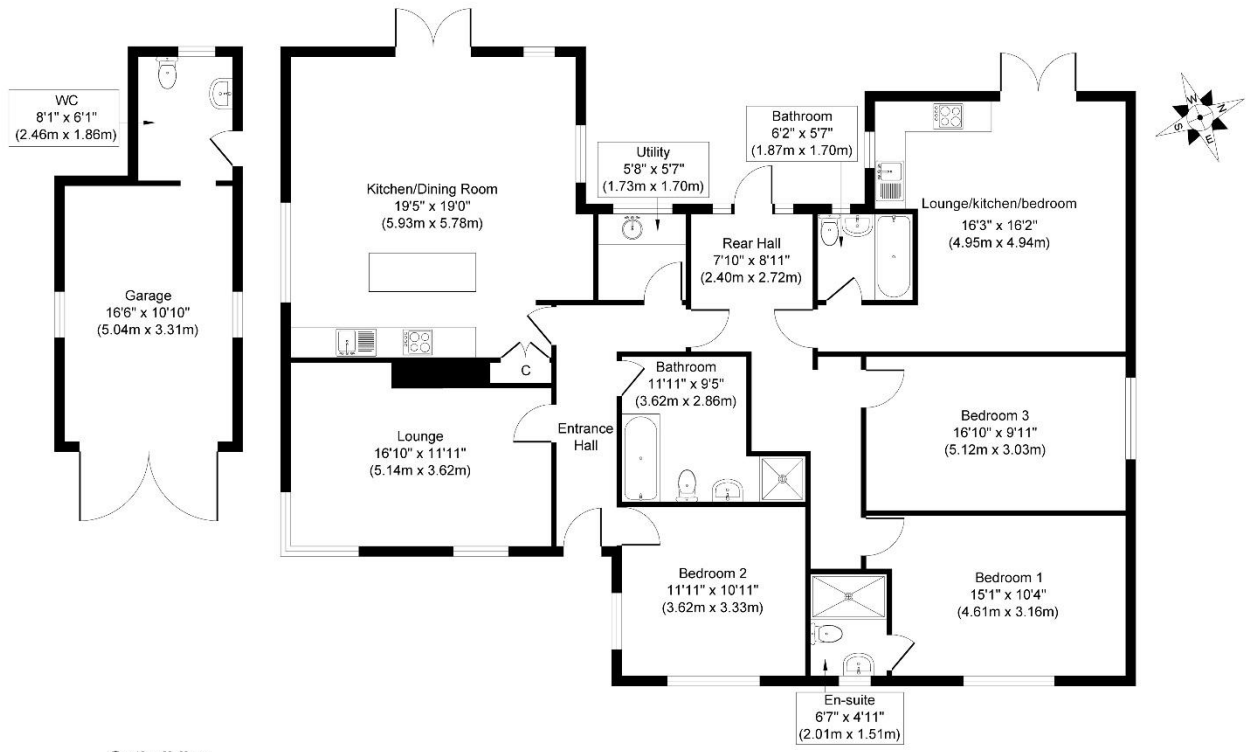 WC
8'1" x 6'1"
(2.46m x 1.86m)
Garage
16'6" x 10'10"
(5.04m x 3.31m)
Kitchen/Dining Room
19'5" x 19'0"
(5.93m x 5.78m)
Utility
5'8" x 5'7"
(1.73m x 1.70m)
Bathroom
6'2" x 5'7"
(1.87m x 1.70m)
Rear Hall
7'10" x 8'11"
(2.40m x 2.72m)
Lounge/kitchen/bedroom
16'3" x 16'2"
(4.95m x 4.94m)
W
N
S
E
C
Lounge
16'10" x 11'11"
(5.14m x 3.62m)
Entrance
Hall
Bathroom
11'11" x 9'5"
(3.62m x 2.86m)
Bedroom 3
16'10" x 9'11"
(5.12m x 3.03m)
Bedroom 2
11'11" x 10'11"
(3.62m x 3.33m)
Bedroom 1
15'1" x 10'4"
(4.61m x 3.16m)
En-suite
6'7" x 4'11"
(2.01m x 1.51m)